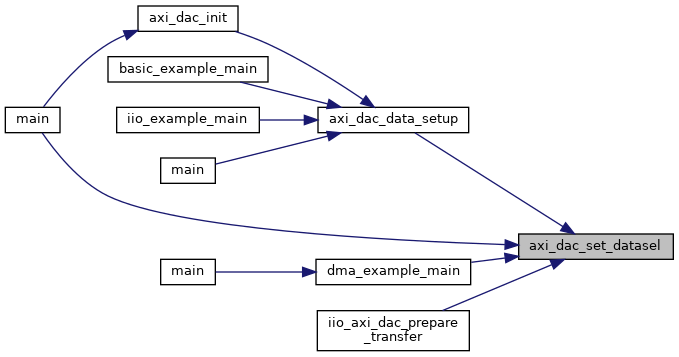 axi_dac_init
basic_example_main
main
iio_example_main
axi_dac_data_setup
main
axi_dac_set_datasel
main
dma_example_main
iio_axi_dac_prepare
_transfer